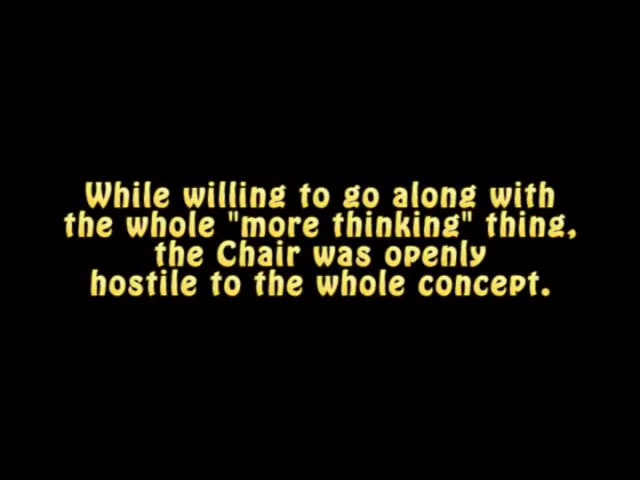 While willing to go along with
the whole "more thinking" thing,
the Chair was openly
hostile to the whole concept.